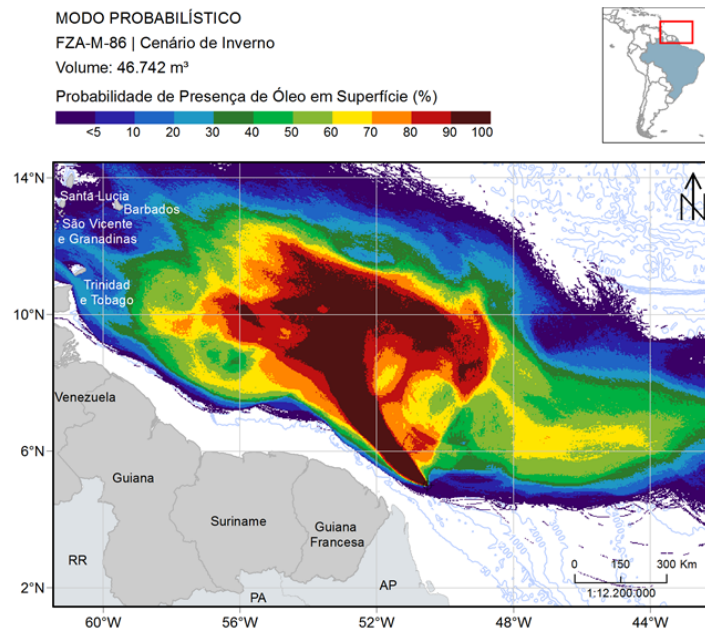 MODO PROBABILÍSTICO
FZA-M-86 | Cenário de Inverno
Volume: 46.742 m³
Probabilidade de Presença de Óleo em Superfície (%)
<5 10 20 30 40 50 60 70 80 90 100
14°N
Santa Lucia
Barbados
São Vicente
e Granadinas
Trinidad
e Tobago
10°N
Venezuela
6°N
Guiana
Suriname
Guiana
Francesa
RR
2°N
PA
AP
N
0 150 300 Km
1:12.200.000
60°W 56°W 52°W 48°W 44°W